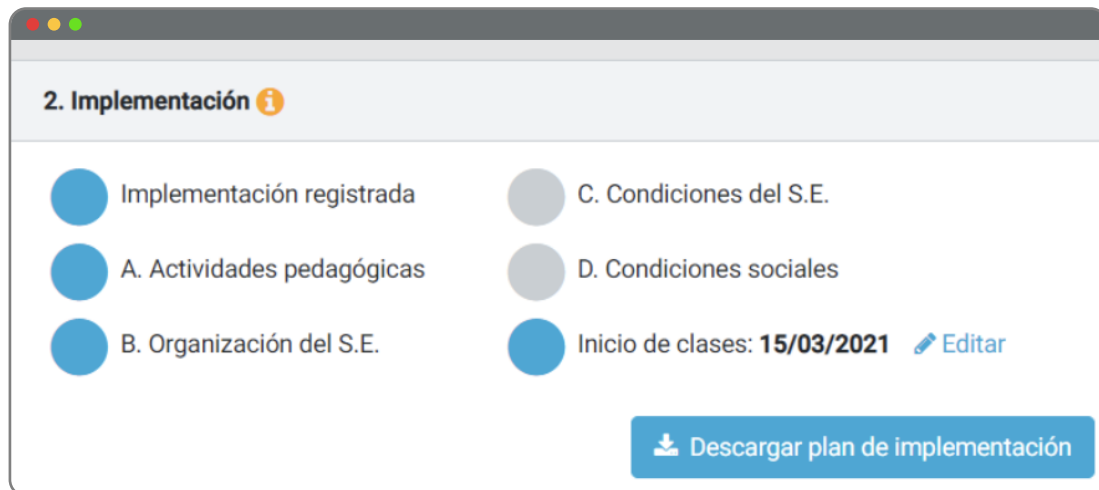 2. Implementación
Implementación registrada
A. Actividades pedagógicas
B. Organización del S.E.
C. Condiciones del S.E.
D. Condiciones sociales
Inicio de clases: 15/03/2021 Editar
Descargar plan de implementación